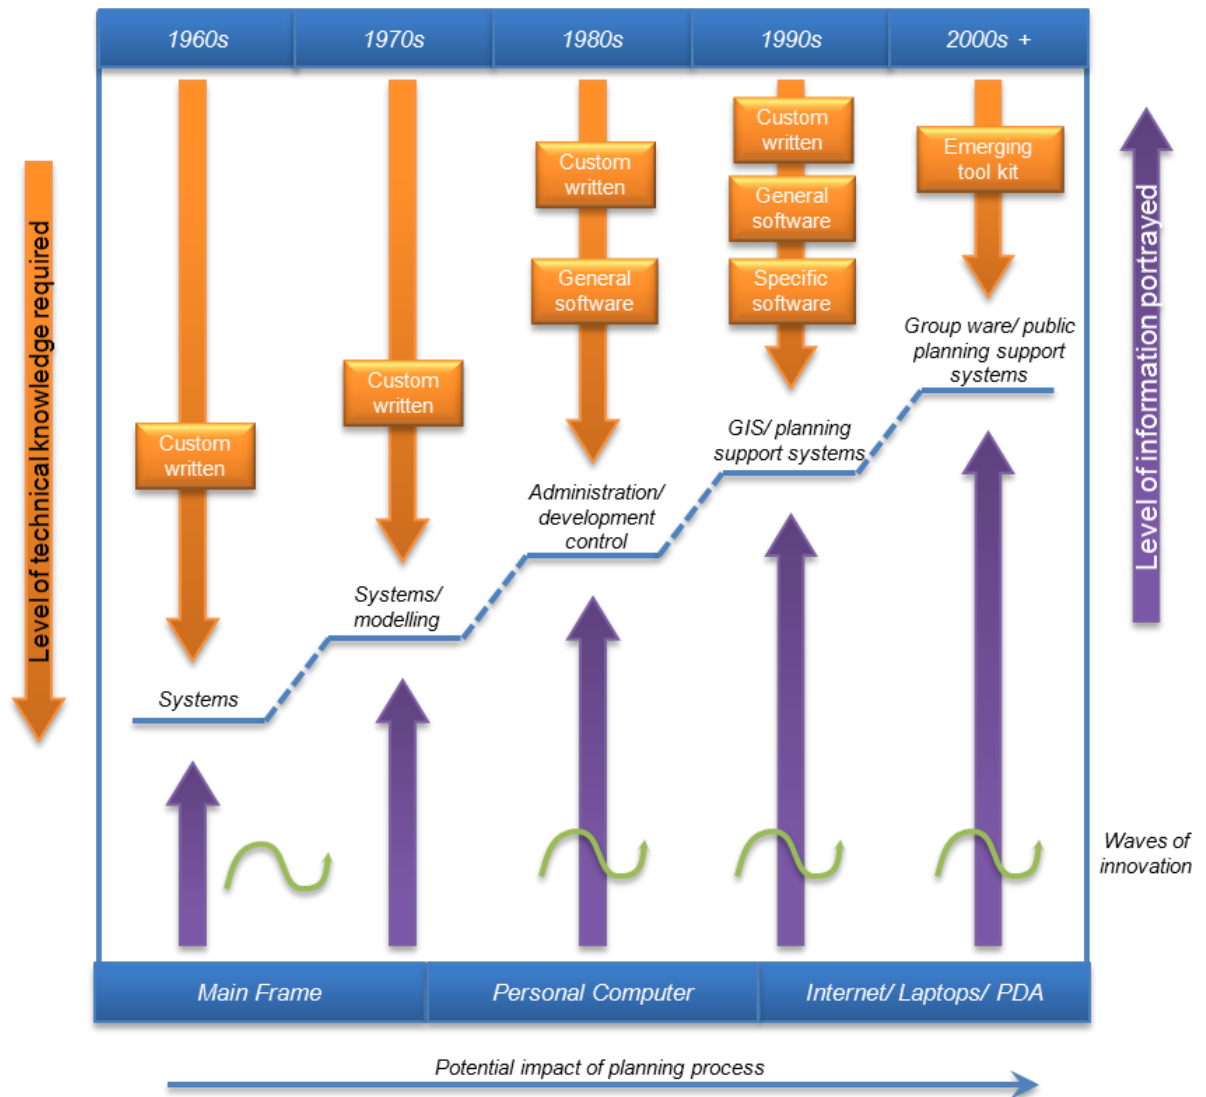 1960s
1970s
1980s
1990s
2000s +
Custom
written
General
software
Specific
software
Custom
written
General
software
Emerging
tool kit
Custom
written
Custom
written
Group ware/ public
planning support
systems
GIS/ planning
support systems
Administration/
development
control
Systems/
modelling
Systems
Level of technical knowledge required
Level of information portrayed
Waves of
innovation
Main Frame
Personal Computer
Internet/ Laptops/ PDA
Potential impact of planning process